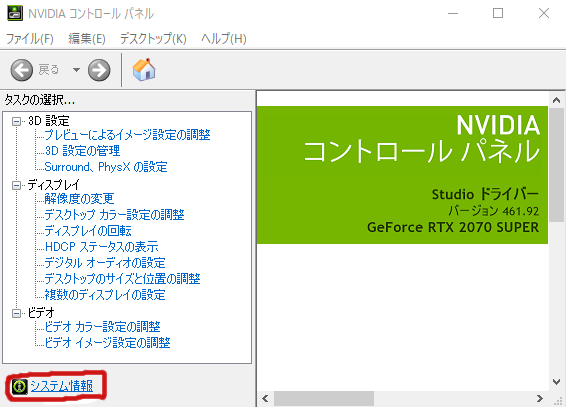 NVIDIA コントロール パネル
ファイル(F) 編集(E) デスクトップ(K) ヘルプ(H)
戻る
タスクの選択...
3D 設定
プレビューによるイメージ設定の調整
3D 設定の管理
Surround、PhysX の設定
ディスプレイ
解像度の変更
デスクトップ カラー設定の調整
ディスプレイの回転
HDCP ステータスの表示
デジタル オーディオの設定
デスクトップのサイズと位置の調整
複数のディスプレイの設定
ビデオ
ビデオ カラー設定の調整
ビデオ イメージ設定の調整
システム情報
NVIDIA
コントロール パネル
Studio ドライバー
バージョン 461.92
GeForce RTX 2070 SUPER